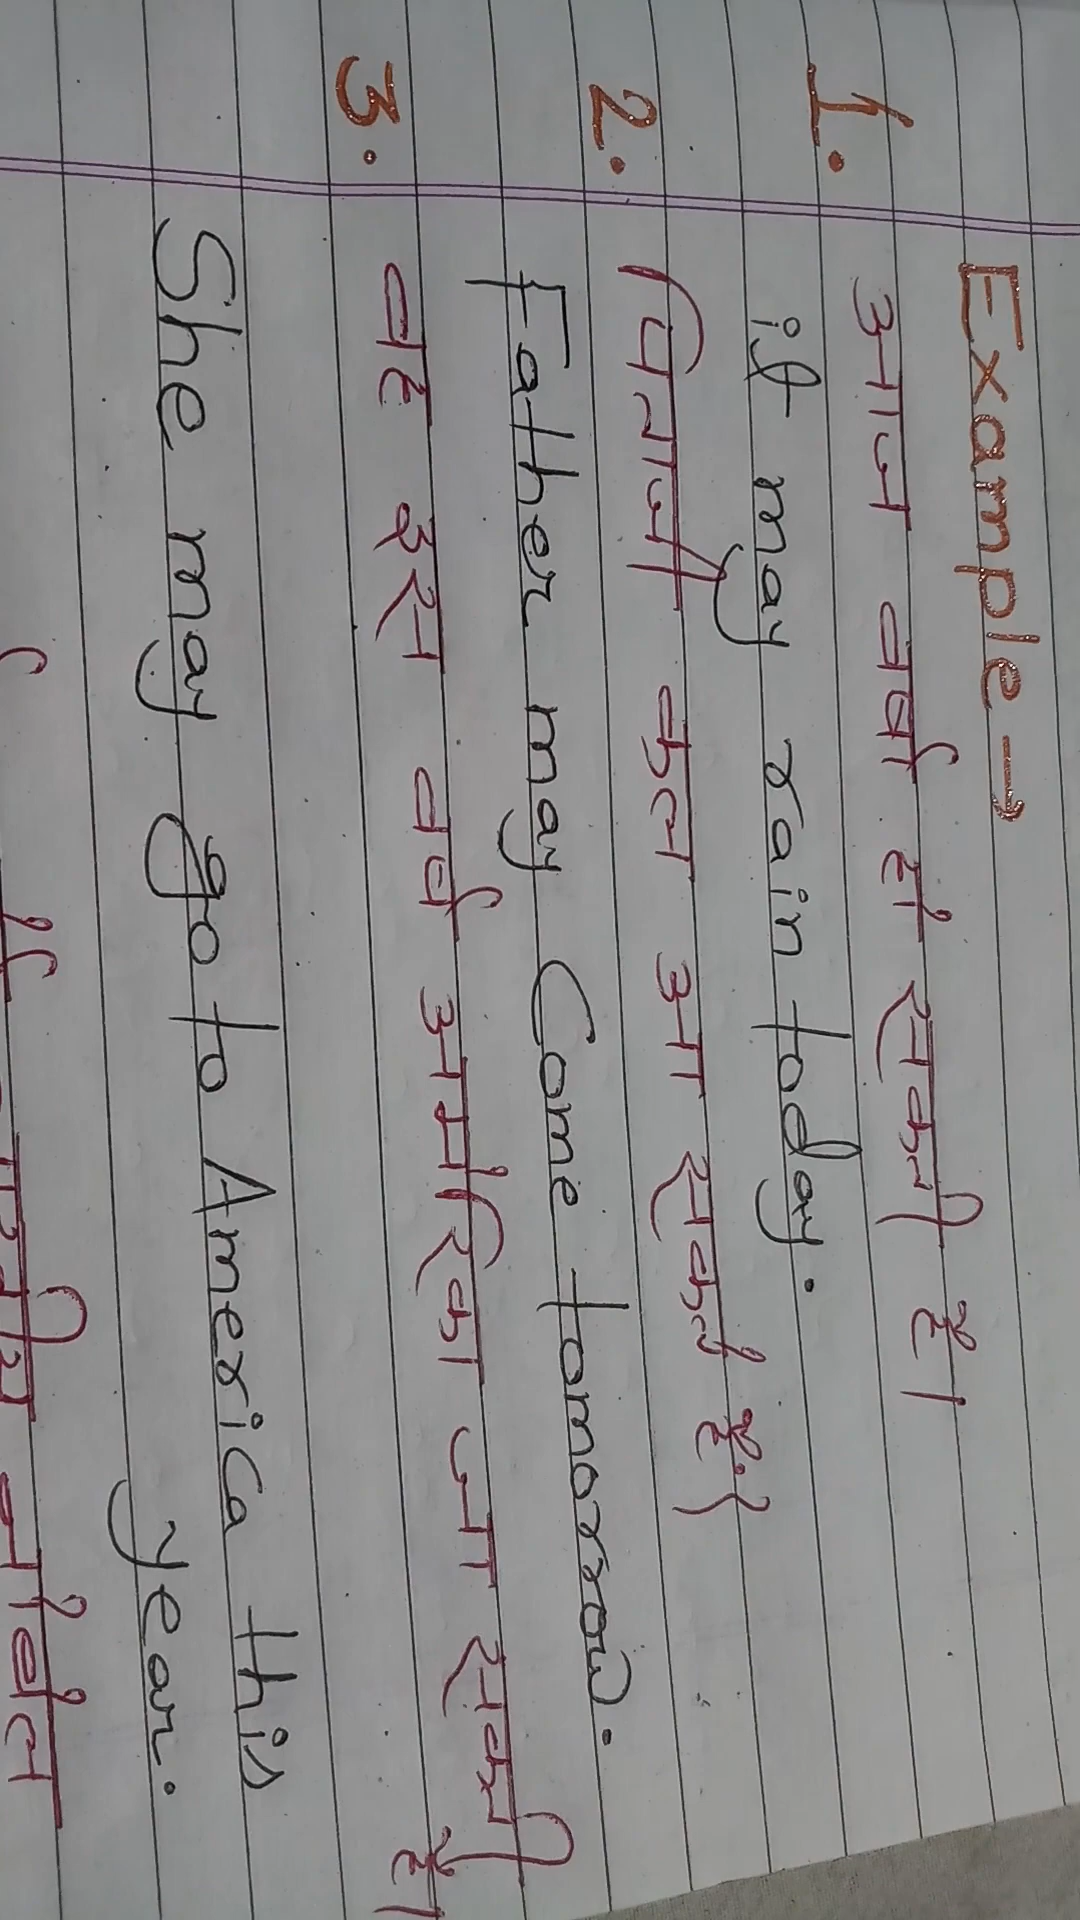 Example →
1. आज वर्षा हो सकती है।
it may rain today.
2. पिताजी कल आ सकते हैं।
Father may Come tomorrow.
3. वह इस वर्ष अमेरिका जा सकती है।
She may go to America this
year.